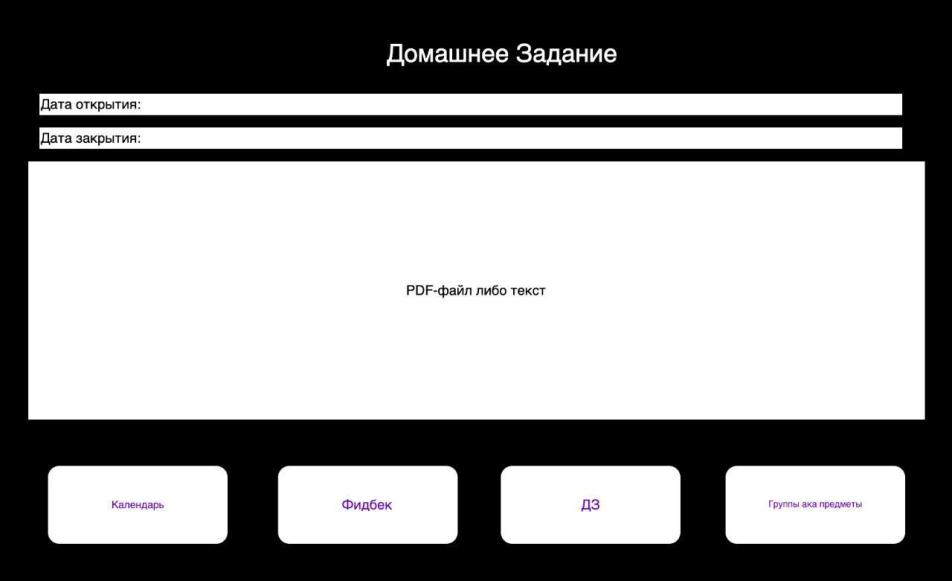 Домашнее Задание
Дата открытия:
Дата закрытия:
PDF-файл либо текст
Календарь
Фидбек
ДЗ
Группы ака предметы